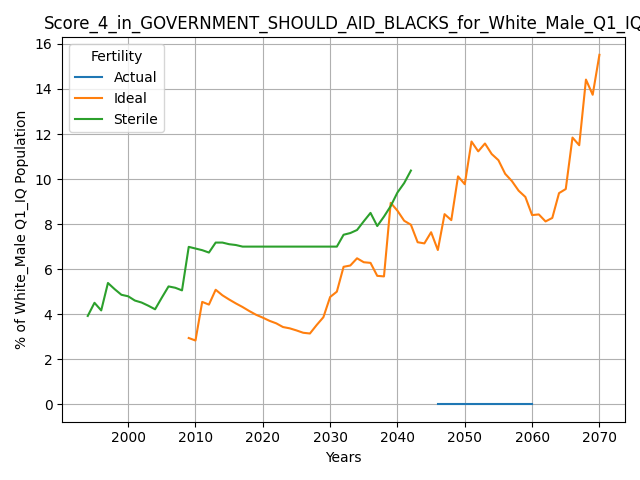 Score_4_in_GOVERNMENT_SHOULD_AID_BLACKS_for_White_Male_Q1_IQ
Fertility
Actual
Ideal
Sterile
% of White_Male Q1_IQ Population
16
14
12
10
8
6
4
2
0
2000 2010 2020 2030 2040 2050 2060 2070
Years